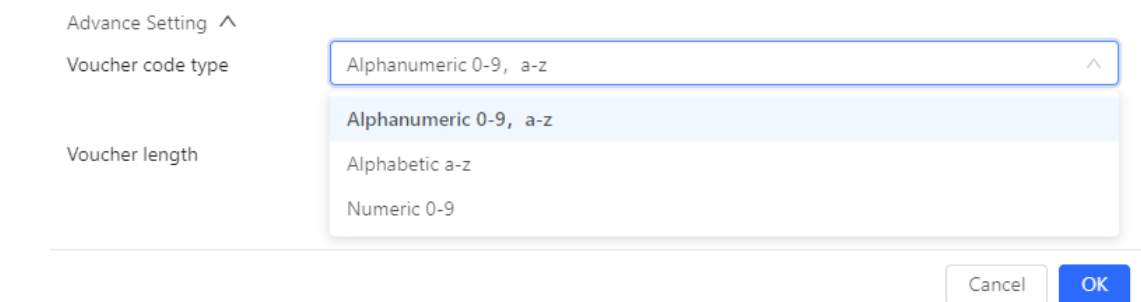 Advance Setting
Voucher code type
Alphanumeric 0-9，a-z
Alphanumeric 0-9，a-z
Voucher length
Alphabetic a-z
Numeric 0-9
Cancel
OK